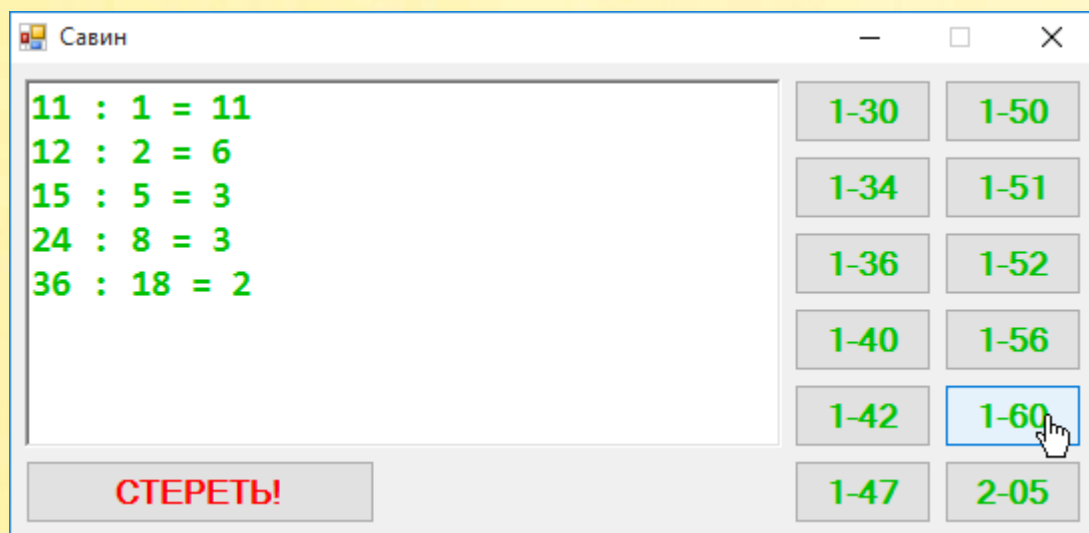 Савин
11 : 1 = 11
12 : 2 = 6
15 : 5 = 3
24 : 8 = 3
36 : 18 = 2
1-30 1-50
1-34 1-51
1-36 1-52
1-40 1-56
1-42 1-60
СТЕРЕТЬ! 1-47 2-05